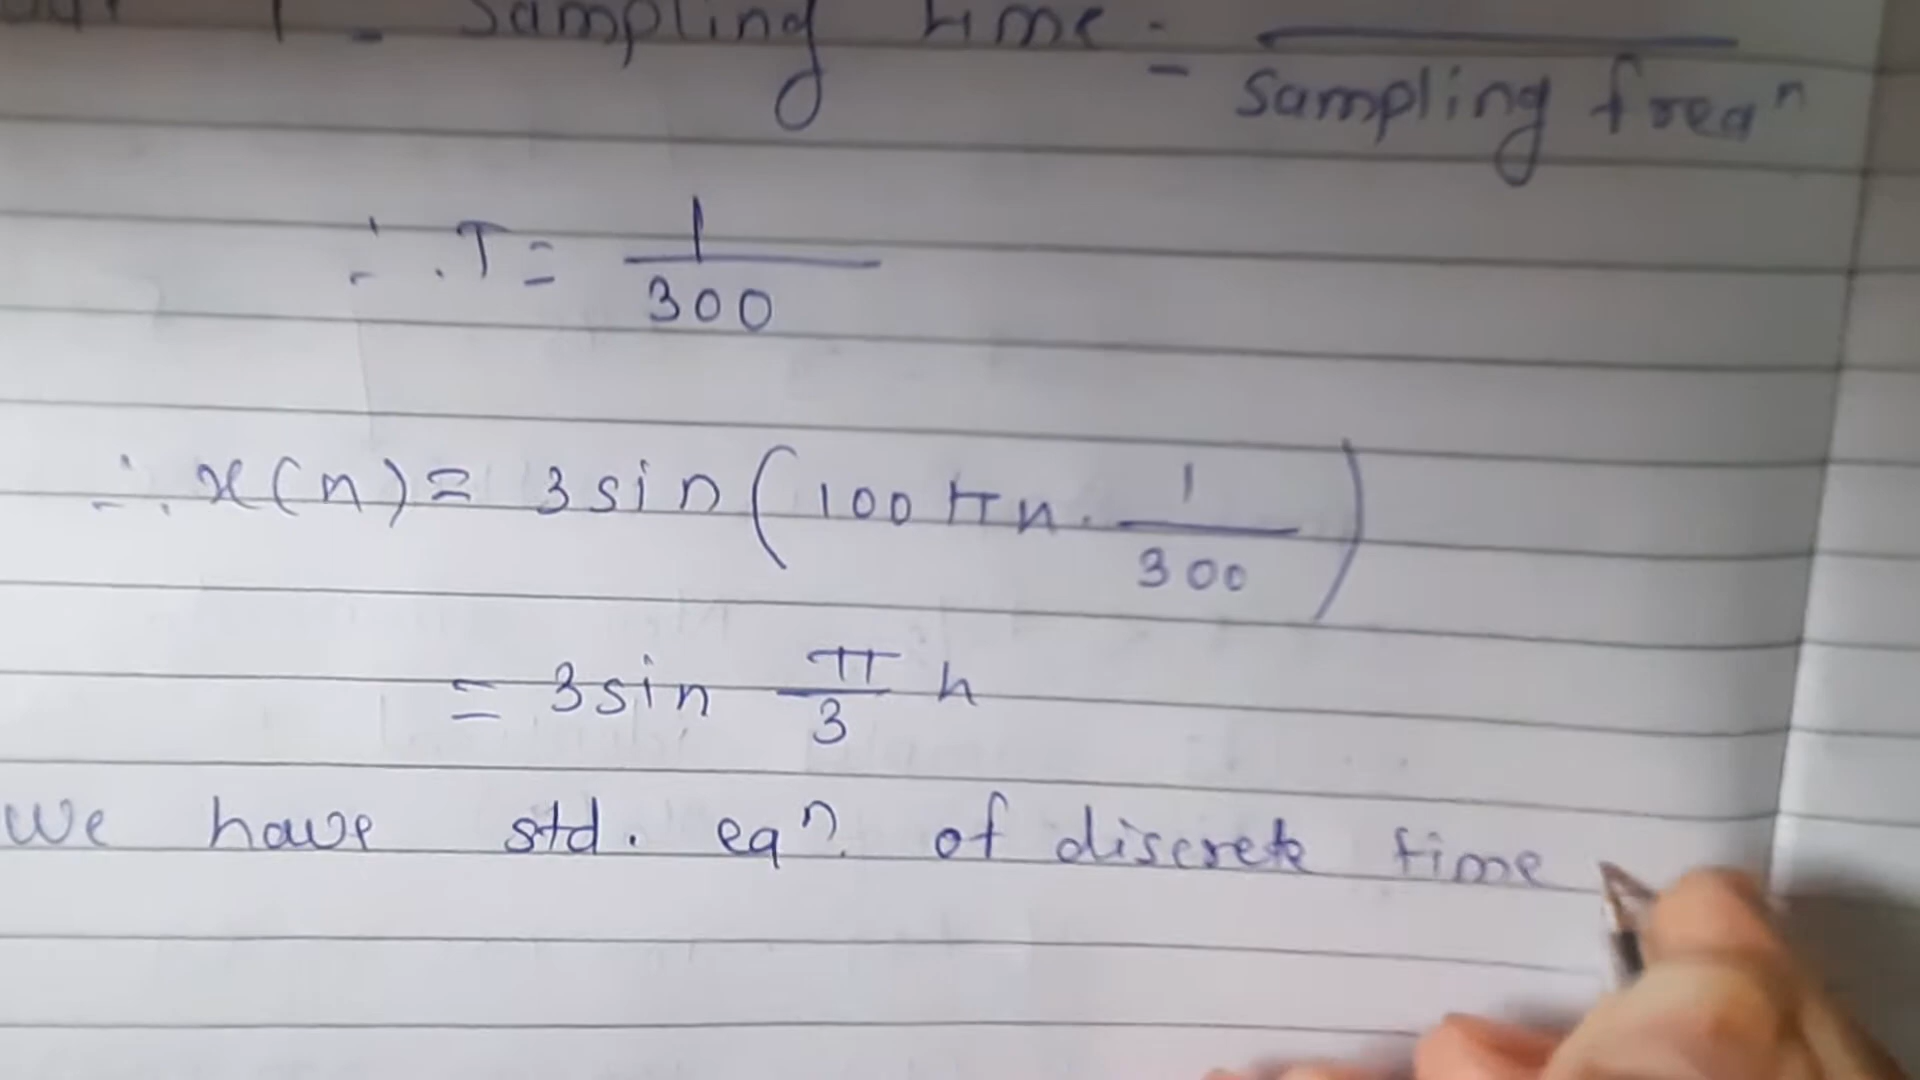 T = sampling time = ―
sampling freqⁿ
∴ T = 1/300
∴ x(n) = 3 sin(100 π n . 1/300)
= 3 sin π/3 n
We have std. eqⁿ. of discrete time